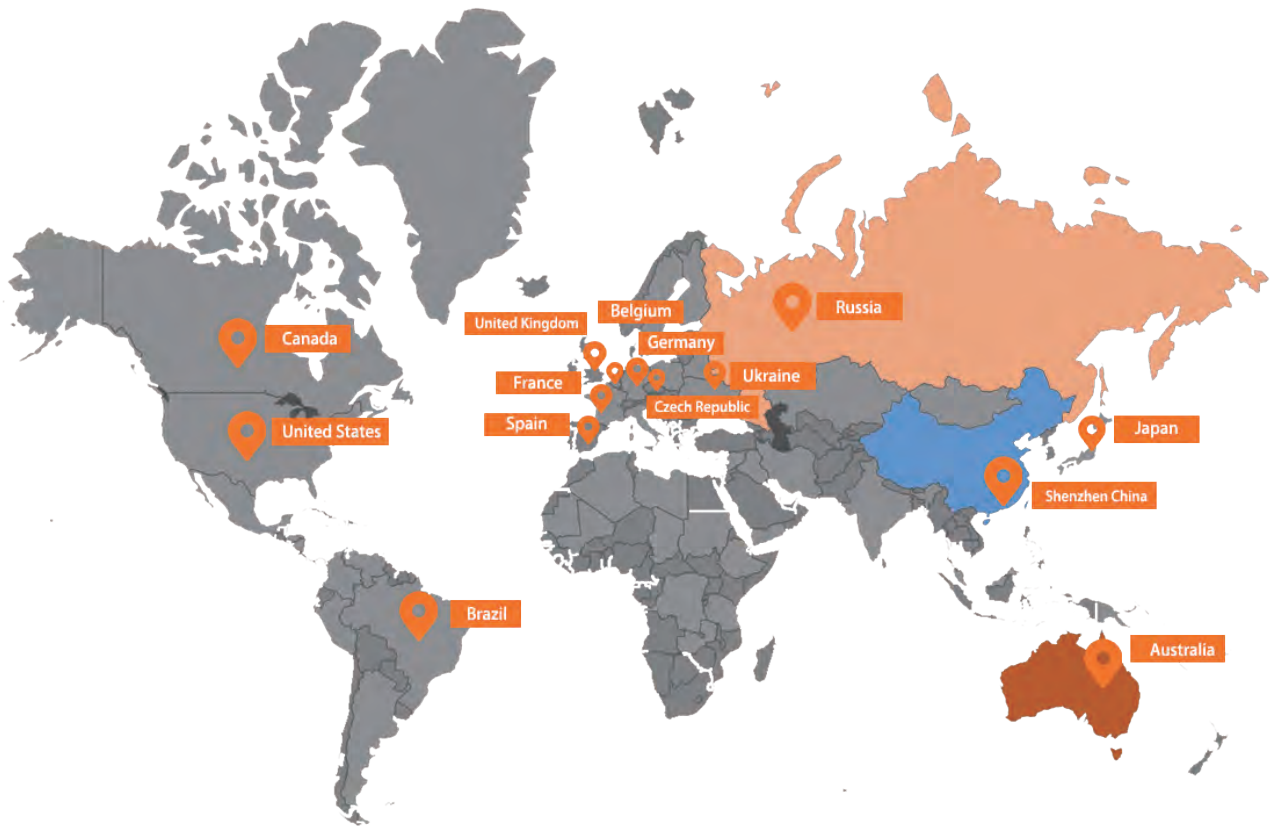 Belgium
Russia
United Kingdom
Canada
Germany
Ukraine
France
Czech Republic
Spain
United States
Japan
Shenzhen China
Brazil
Australia